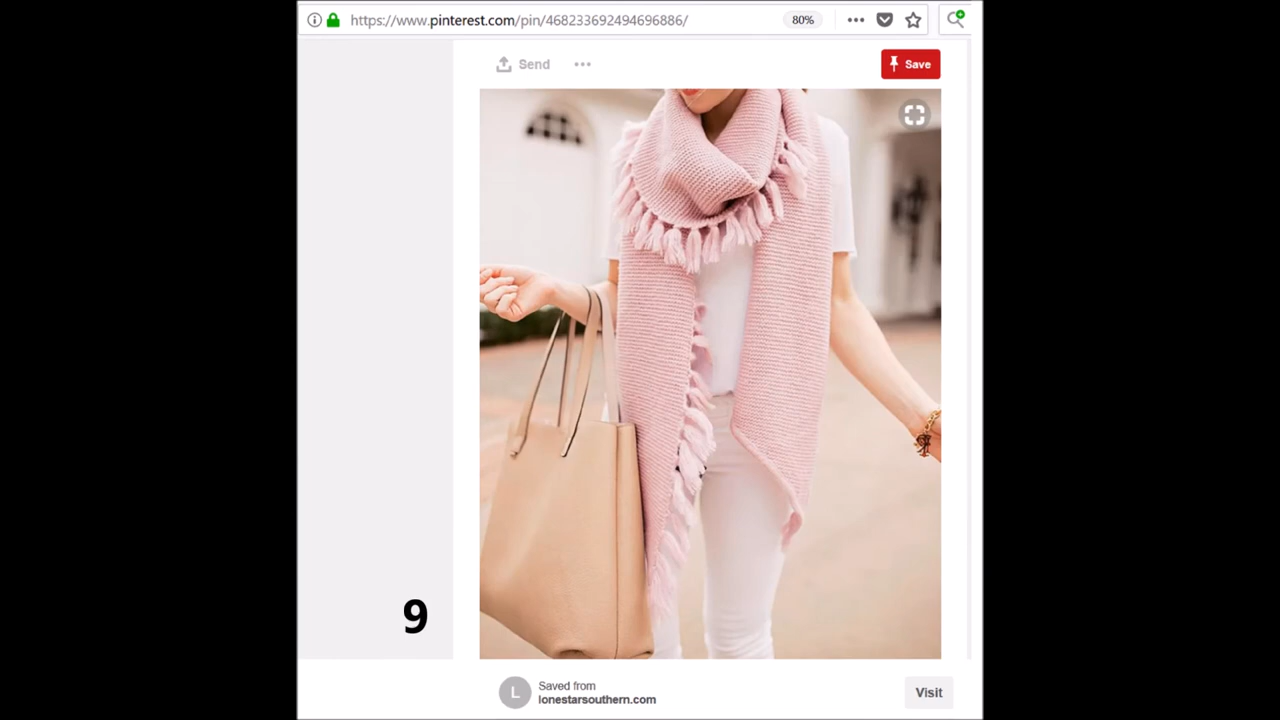 https://www.pinterest.com/pin/468233692494696886/
80%
Send
Save
9
L
Saved from
lonestarsouthern.com
Visit